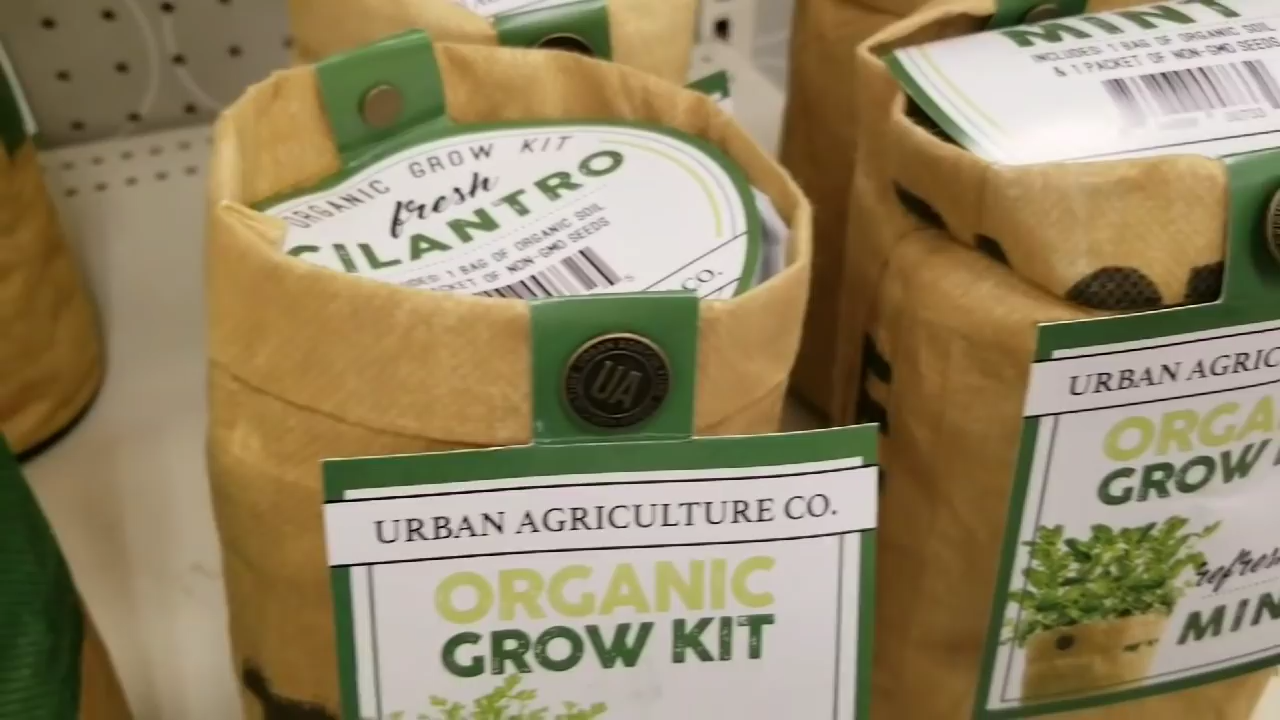 ORGANIC GROW KIT
fresh
CILANTRO
1 BAG OF ORGANIC SOIL
OF NON-GMO SEEDS
CO.
UA
URBAN AGRICULTURE CO.
ORGANIC
GROW KIT
MINT
INCLUDES: 1 BAG OF ORGANIC SOIL
& 1 PACKET OF NON-GMO SEEDS
URBAN AGRIC
ORGA
GROW
refres
MIN